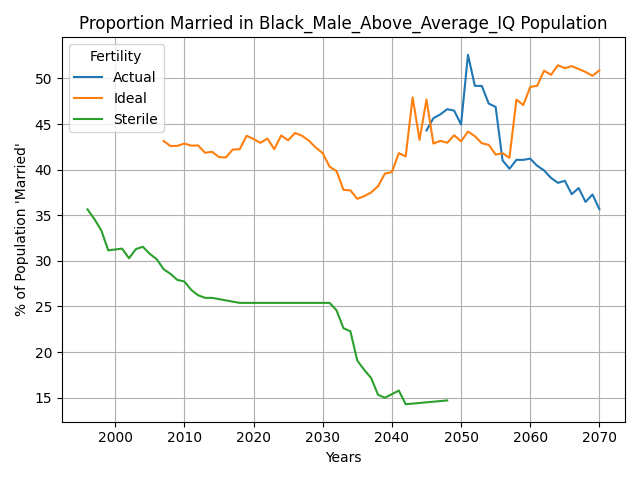 Proportion Married in Black_Male_Above_Average_IQ Population
% of Population 'Married'
Fertility
Actual
Ideal
Sterile
50
45
40
35
30
25
20
15
2000 2010 2020 2030 2040 2050 2060 2070
Years